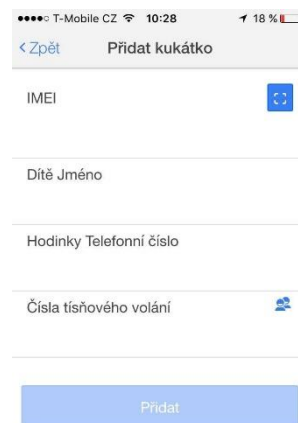 T-Mobile CZ 10:28 18 %
Zpět Přidat kukátko
IMEI
Dítě Jméno
Hodinky Telefonní číslo
Čísla tísňového volání
Přidat